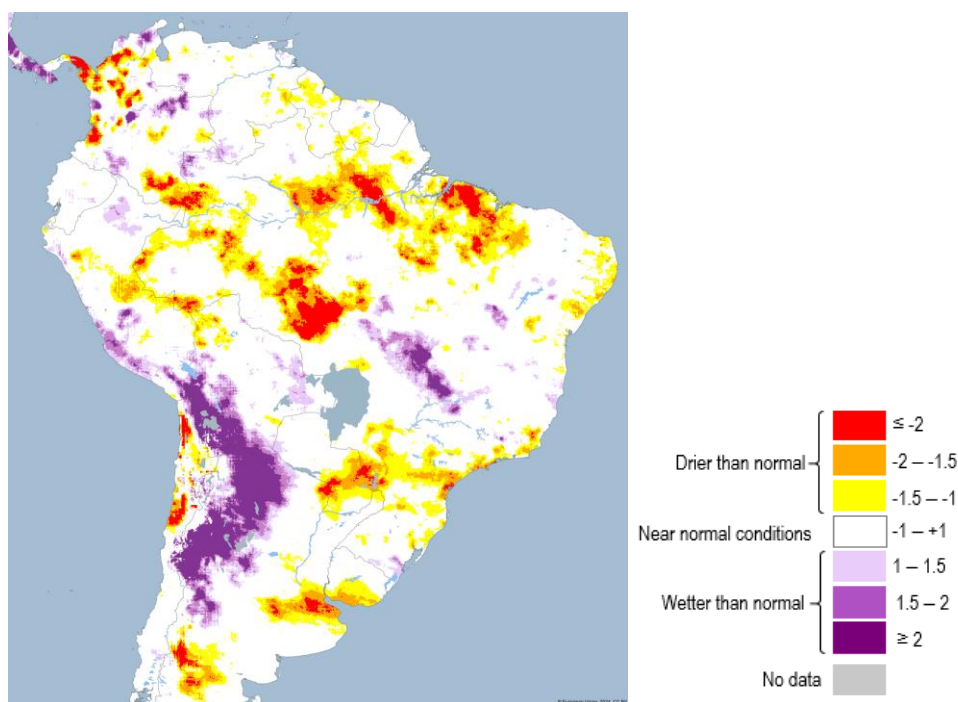 Drier than normal
≤ -2
-2 – -1.5
-1.5 – -1
Near normal conditions
-1 – +1
Wetter than normal
1 – 1.5
1.5 – 2
≥ 2
No data